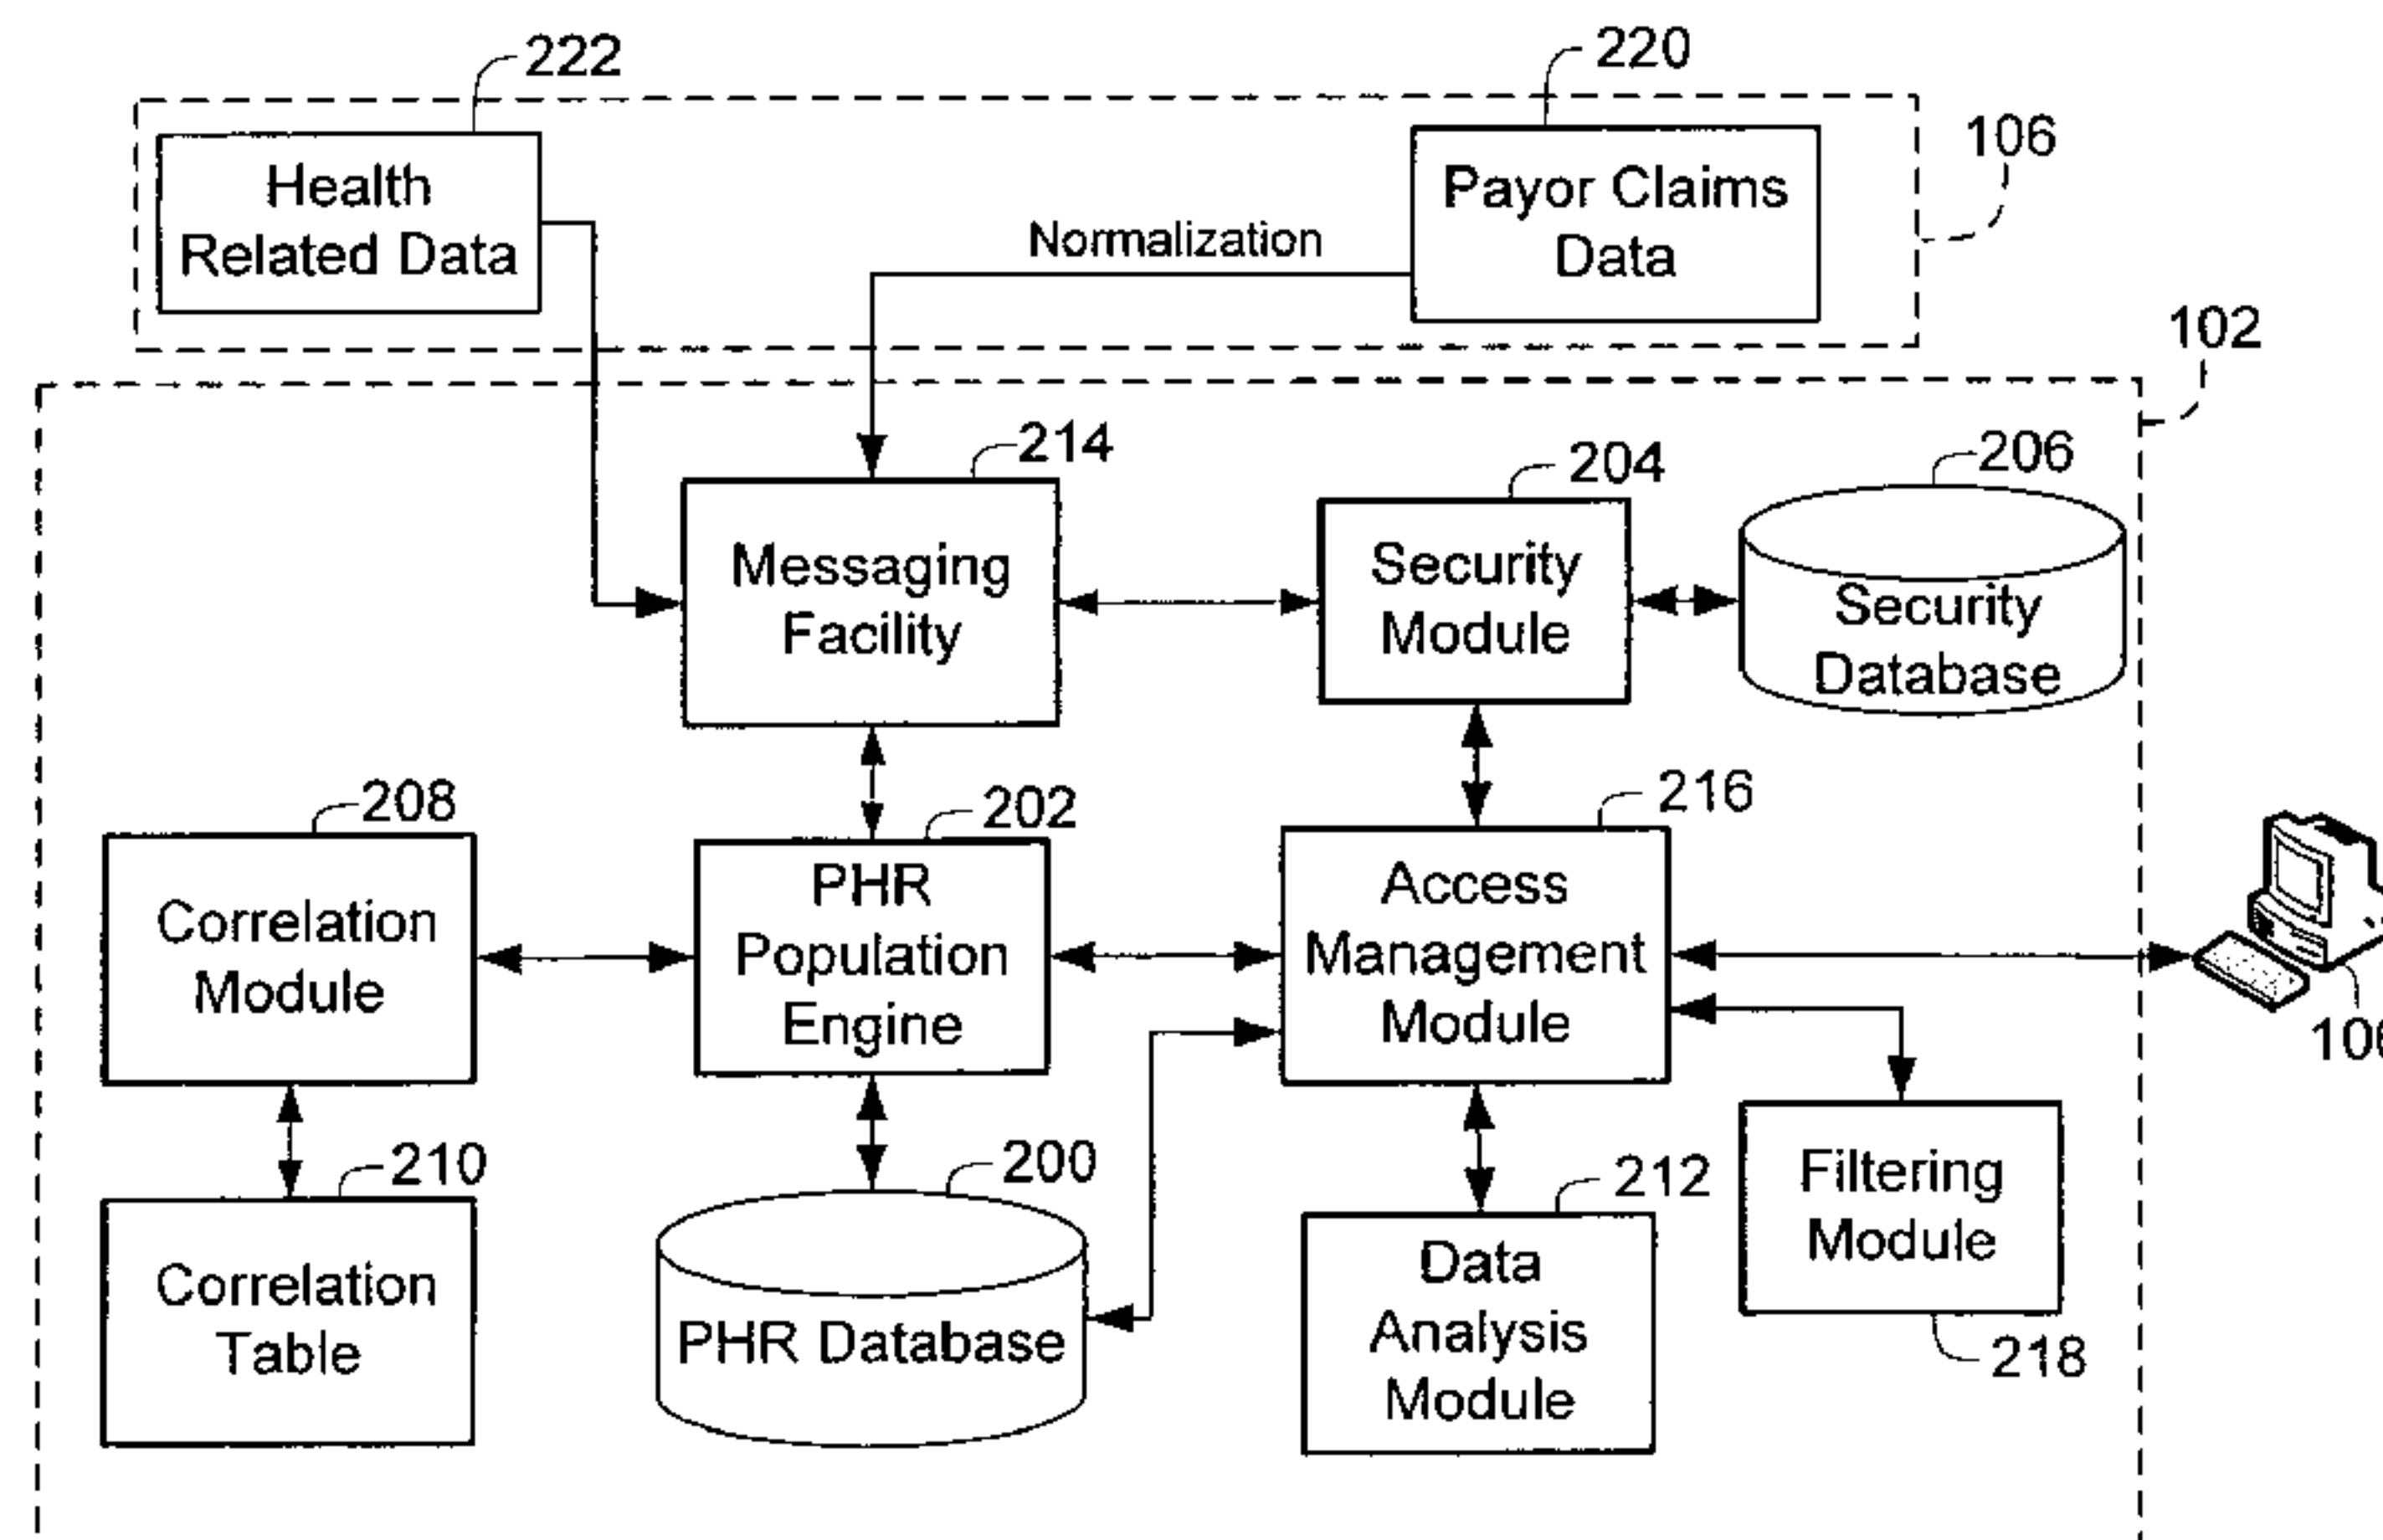 222
220
106
Health
Related Data
Normalization
Payor Claims
Data
102
214
204
206
Messaging
Facility
Security
Module
Security
Database
208
202
216
Correlation
Module
PHR
Population
Engine
Access
Management
Module
106
210
200
212
Filtering
Module
218
Correlation
Table
PHR Database
Data
Analysis
Module